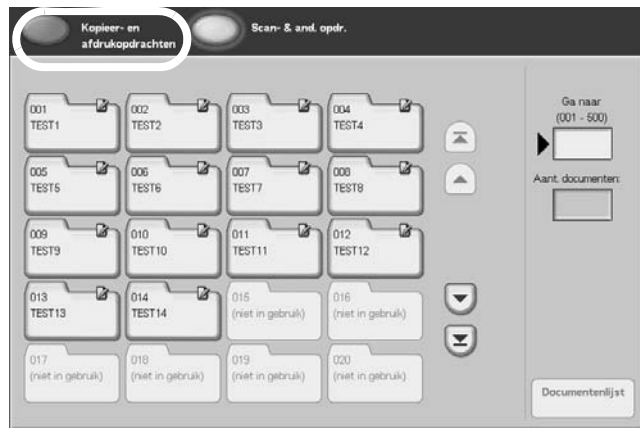 Kopieer- en
afdrukopdrachten
Scan- & and. opdr.
001
TEST1
002
TEST2
003
TEST3
004
TEST4
005
TEST5
006
TEST6
007
TEST7
008
TEST8
009
TEST9
010
TEST10
011
TEST11
012
TEST12
013
TEST13
014
TEST14
015
(niet in gebruik)
016
(niet in gebruik)
017
(niet in gebruik)
018
(niet in gebruik)
019
(niet in gebruik)
020
(niet in gebruik)
Ga naar
(001 - 500)
Aant. documenten:
Documentenlijst